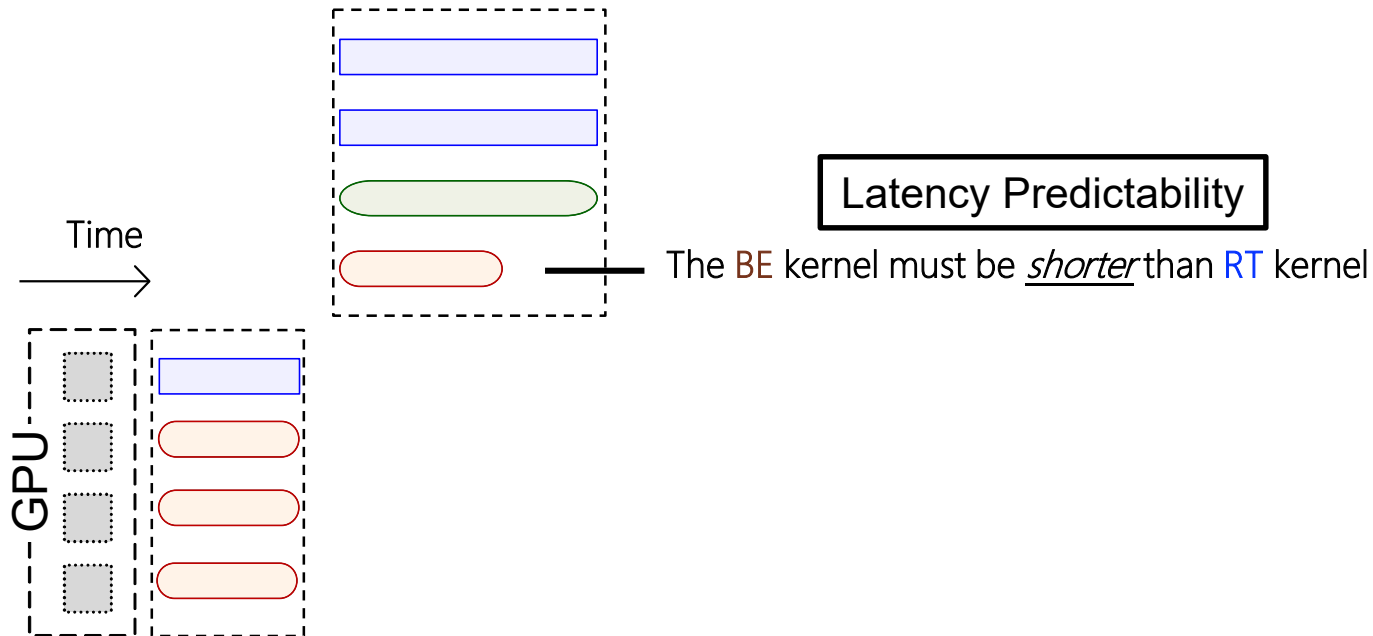 Latency Predictability
Time
The BE kernel must be shorter than RT kernel
GPU